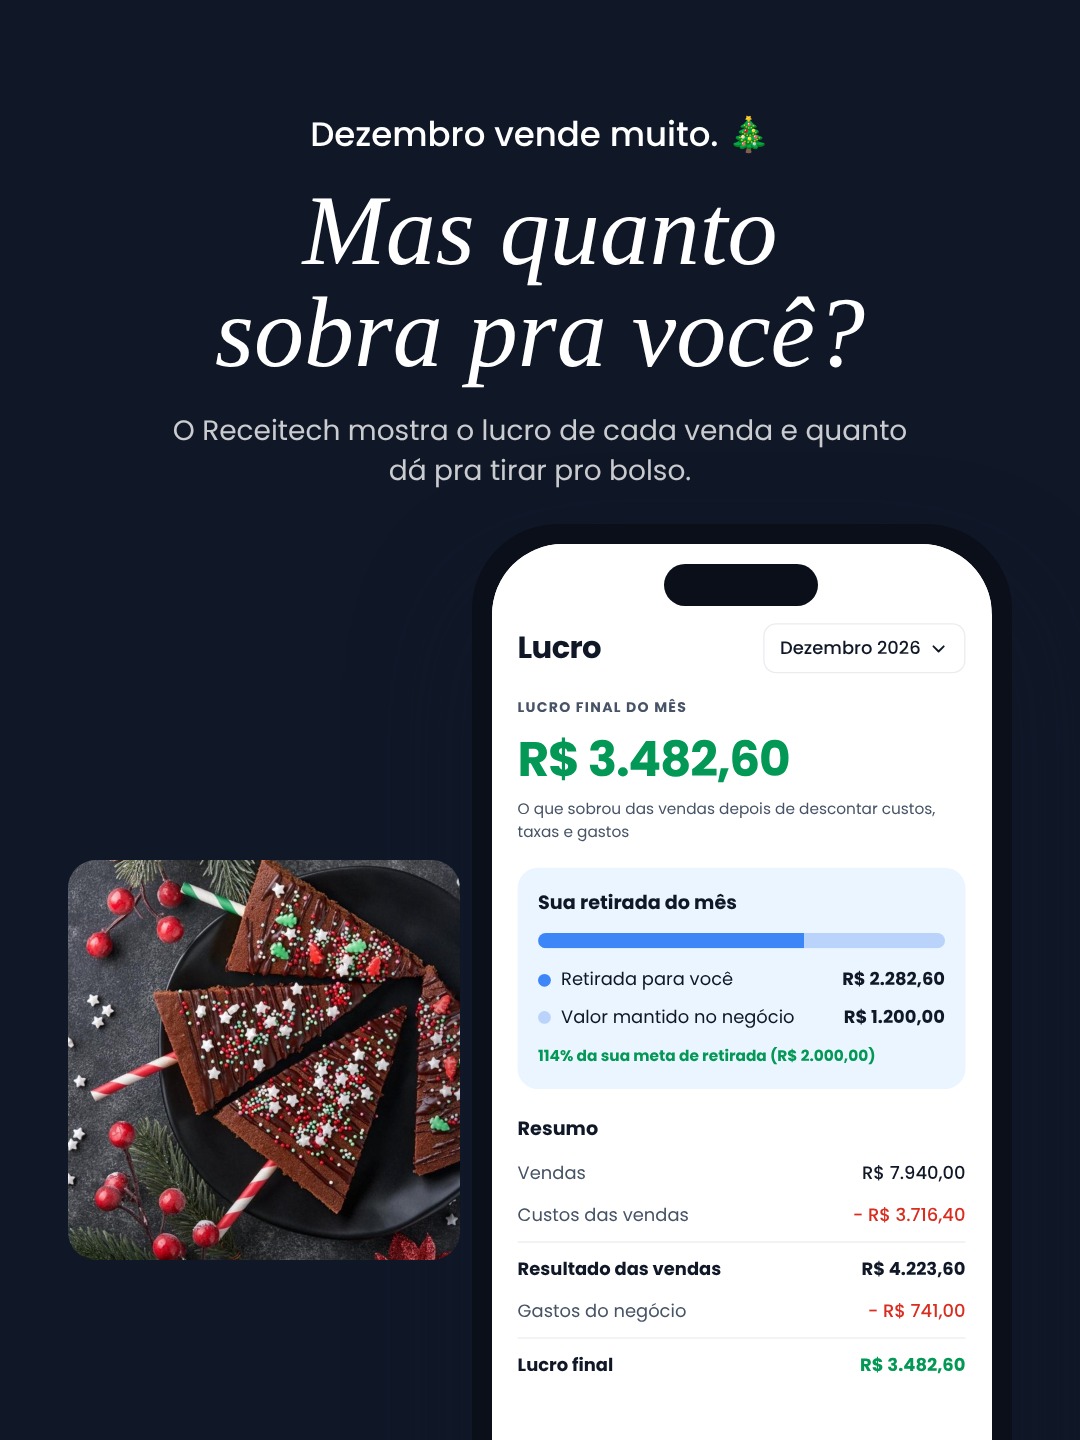 Dezembro vende muito. 🎄
Mas quanto
sobra pra você?
O Receitech mostra o lucro de cada venda e quanto
dá pra tirar pro bolso.
Lucro
Dezembro 2026
LUCRO FINAL DO MÊS
R$ 3.482,60
O que sobrou das vendas depois de descontar custos,
taxas e gastos
Sua retirada do mês
Retirada para você R$ 2.282,60
Valor mantido no negócio R$ 1.200,00
114% da sua meta de retirada (R$ 2.000,00)
Resumo
Vendas R$ 7.940,00
Custos das vendas - R$ 3.716,40
Resultado das vendas R$ 4.223,60
Gastos do negócio - R$ 741,00
Lucro final R$ 3.482,60